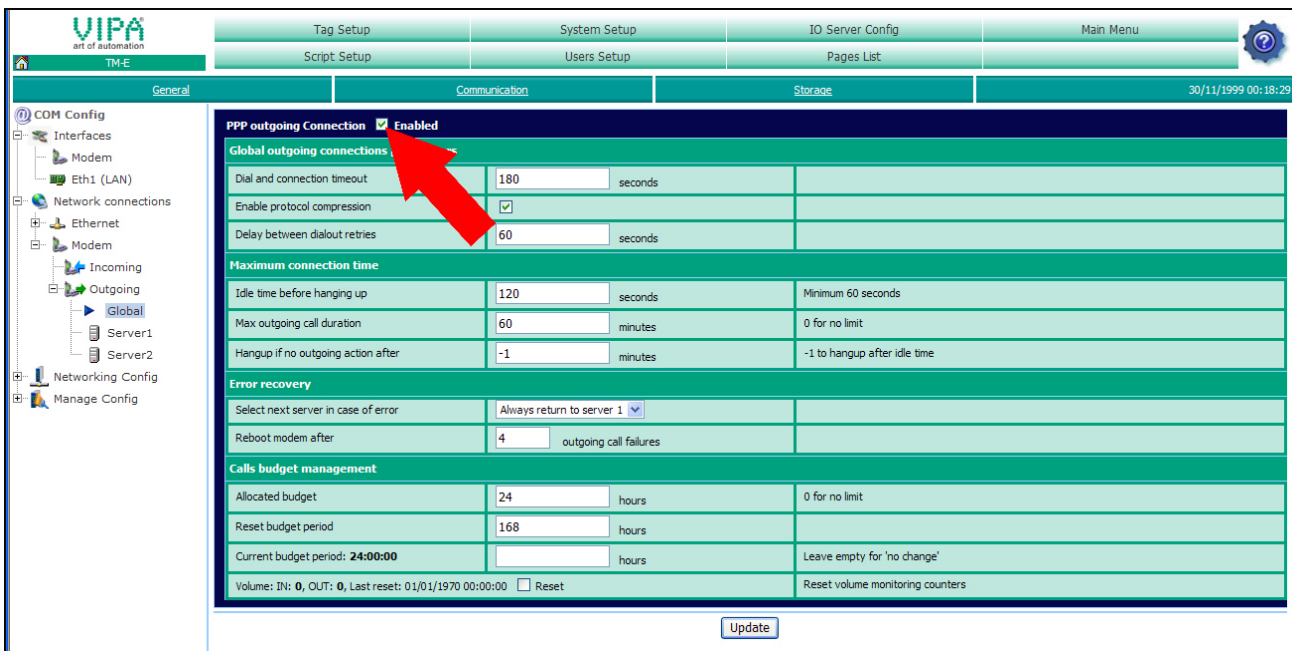 VIPA
art of automation
TM-E
Tag Setup
System Setup
IO Server Config
Main Menu
Script Setup
Users Setup
Pages List
General
Communication
Storage
30/11/1999 00:18:29
COM Config
Interfaces
Modem
Eth1 (LAN)
Network connections
Ethernet
Modem
Incoming
Outgoing
Global
Server1
Server2
Networking Config
Manage Config
PPP outgoing Connection Enabled
Global outgoing connections
Dial and connection timeout 180 seconds
Enable protocol compression
Delay between dialout retries 60 seconds
Maximum connection time
Idle time before hanging up 120 seconds Minimum 60 seconds
Max outgoing call duration 60 minutes 0 for no limit
Hangup if no outgoing action after -1 minutes -1 to hangup after idle time
Error recovery
Select next server in case of error Always return to server 1
Reboot modem after 4 outgoing call failures
Calls budget management
Allocated budget 24 hours 0 for no limit
Reset budget period 168 hours
Current budget period: 24:00:00 hours Leave empty for 'no change'
Volume: IN: 0, OUT: 0, Last reset: 01/01/1970 00:00:00 Reset Reset volume monitoring counters
Update